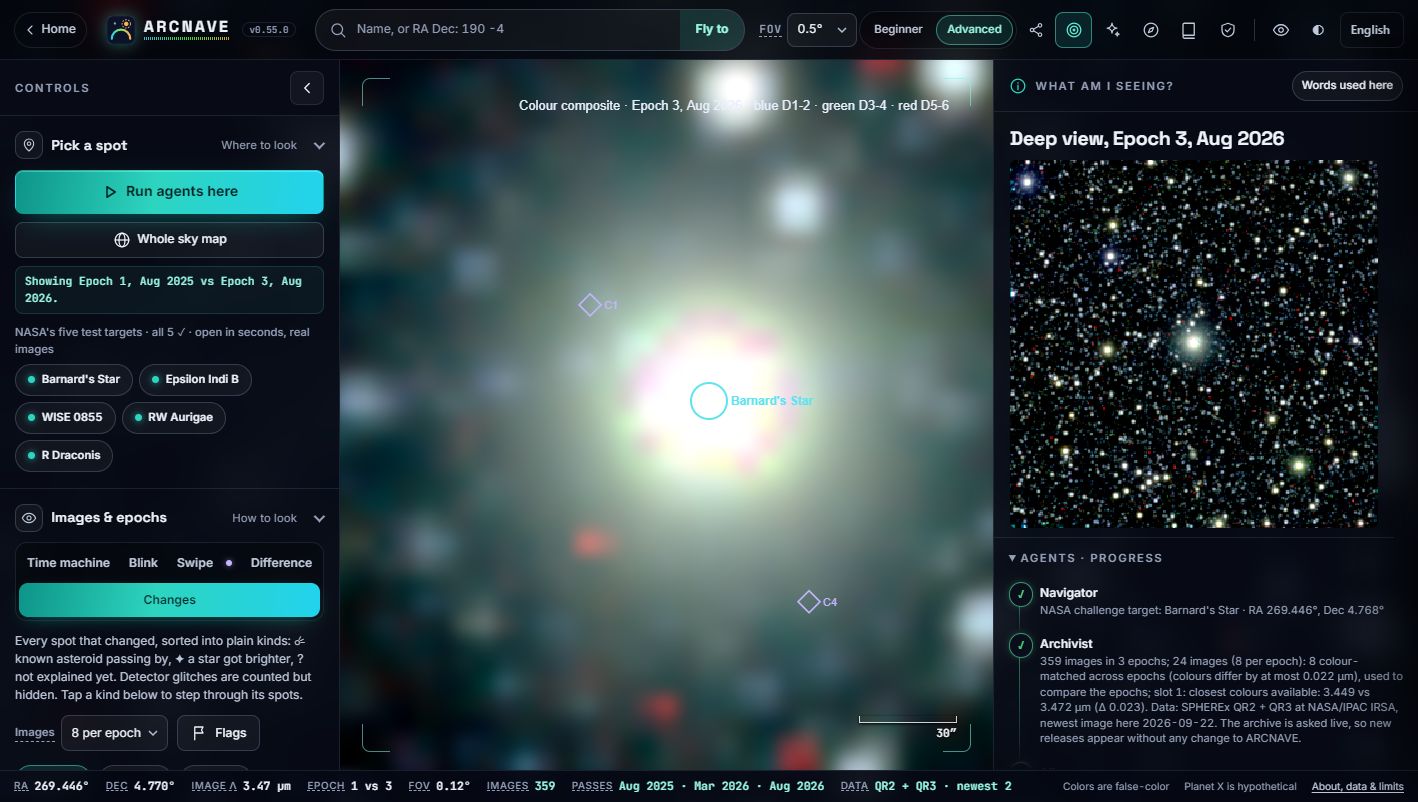 Home
ARCNAVE
v0.55.0
Name, or RA Dec: 190 -4
Fly to
FOV
0.5°
Beginner
Advanced
English
CONTROLS
Pick a spot
Where to look
Run agents here
Whole sky map
Showing Epoch 1, Aug 2025 vs Epoch 3, Aug
2026.
NASA's five test targets · all 5 ✓ · open in seconds, real
images
Barnard's Star
Epsilon Indi B
WISE 0855
RW Aurigae
R Draconis
Images & epochs
How to look
Time machine
Blink
Swipe
Difference
Changes
Every spot that changed, sorted into plain kinds:
known asteroid passing by, ✦ a star got brighter, ?
not explained yet. Detector glitches are counted but
hidden. Tap a kind below to step through its spots.
Images
8 per epoch
Flags
Colour composite · Epoch 3, Aug 2026 · blue D1-2 · green D3-4 · red D5-6
C1
Barnard's Star
C4
30″
WHAT AM I SEEING?
Words used here
Deep view, Epoch 3, Aug 2026
▾ AGENTS · PROGRESS
Navigator
NASA challenge target: Barnard's Star · RA 269.446°, Dec 4.768°
Archivist
359 images in 3 epochs; 24 images (8 per epoch): 8 colour-
matched across epochs (colours differ by at most 0.022 µm), used to
compare the epochs; slot 1: closest colours available: 3.449 vs
3.472 µm (Δ 0.023). Data: SPHEREx QR2 + QR3 at NASA/IPAC IRSA,
newest image here 2026-09-22. The archive is asked live, so new
releases appear without any change to ARCNAVE.
RA 269.446°
DEC 4.770°
IMAGE Λ 3.47 µm
EPOCH 1 vs 3
FOV 0.12°
IMAGES 359
PASSES Aug 2025 · Mar 2026 · Aug 2026
DATA QR2 + QR3 · newest 2
Colors are false-color
Planet X is hypothetical
About, data & limits